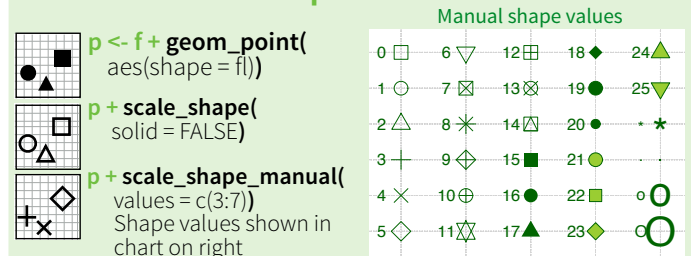 p <- f + geom_point(
aes(shape = fl))
p + scale_shape(
solid = FALSE)
p + scale_shape_manual(
values = c(3:7))
Shape values shown in
chart on right
Manual shape values
0 6 12 18 24
1 7 13 19 25
2 8 14 20 * *
3 9 15 21 . .
4 10 16 22 o o
5 11 17 23 O O